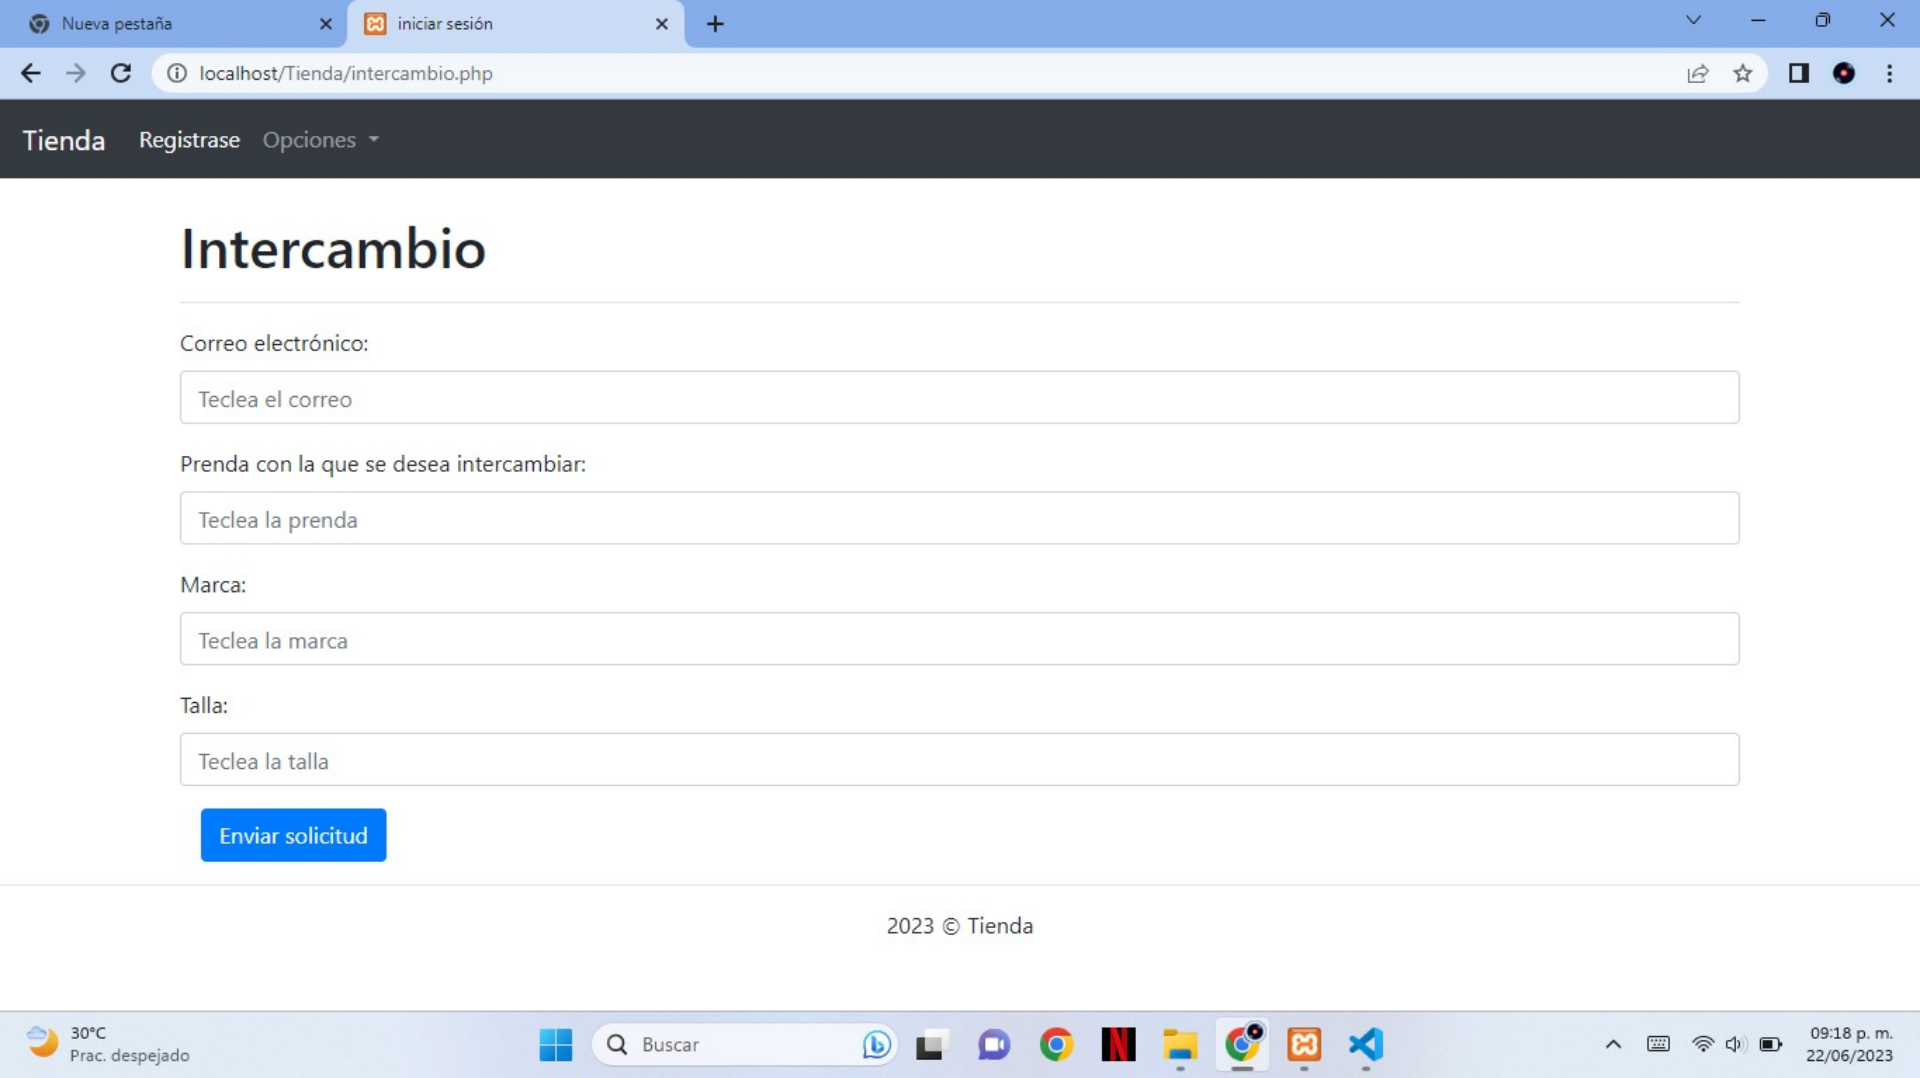 Nueva pestaña
iniciar sesión
localhost/Tienda/intercambio.php
Tienda Registrase Opciones
Intercambio
Correo electrónico:
Teclea el correo
Prenda con la que se desea intercambiar:
Teclea la prenda
Marca:
Teclea la marca
Talla:
Teclea la talla
Enviar solicitud
2023 © Tienda
30°C
Prac. despejado
Buscar
09:18 p. m.
22/06/2023